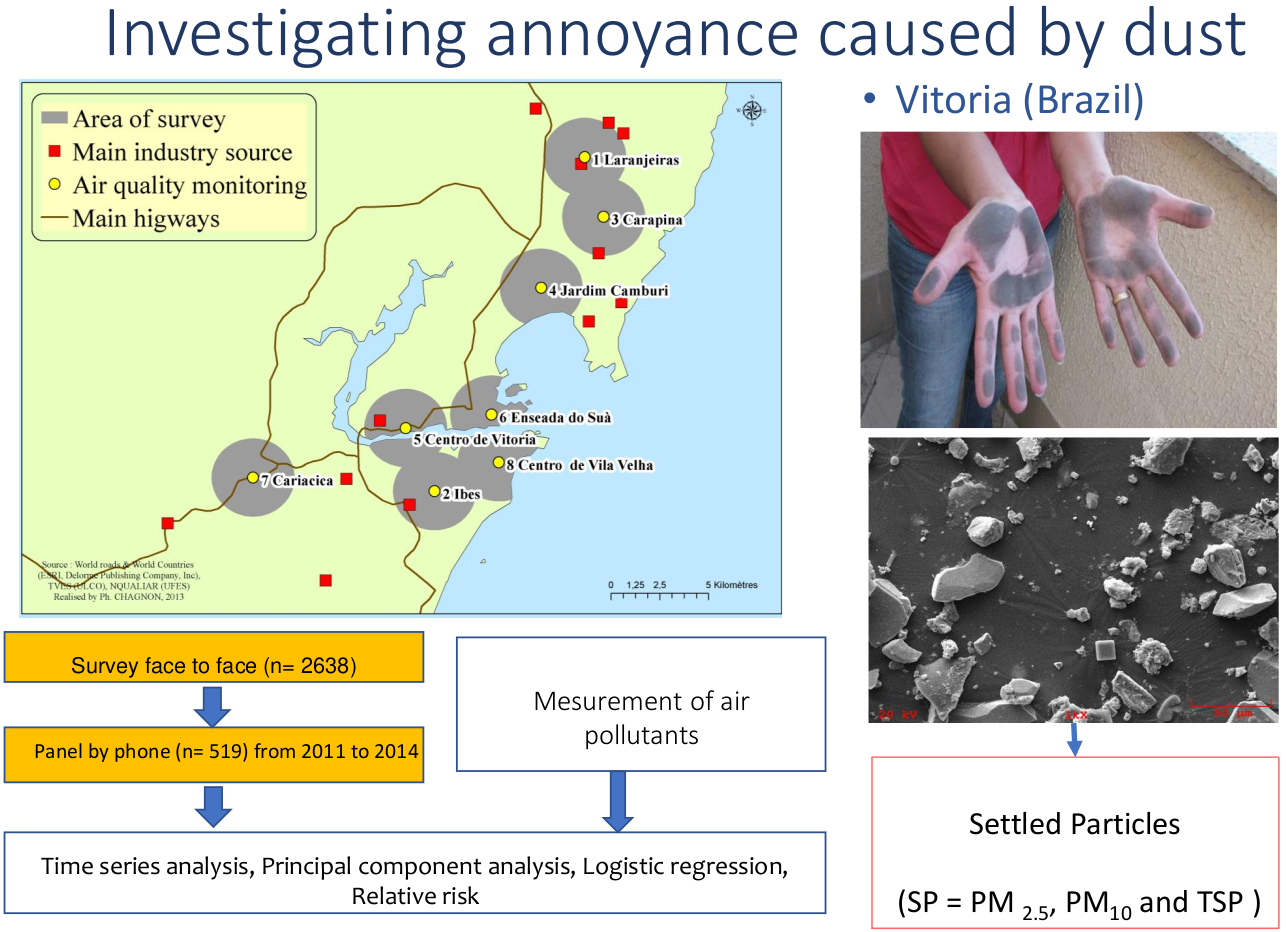 Investigating annoyance caused by dust
Area of survey
Main industry source
Air quality monitoring
Main higways
N
1 Laranjeiras
3 Carapina
4 Jardim Camburi
6 Enseada do Suà
5 Centro de Vitoria
8 Centro de Vila Velha
7 Cariacica
2 Ibes
Source : World roads & World Countries
(ESRI, Delorme Publishing Company, Inc),
TVES (ULCO), NQUALIAR (UFES)
Realised by Ph. CHAGNON, 2013
0 1,25 2,5 5 Kilomètres
• Vitoria (Brazil)
20 kV
Survey face to face (n= 2638)
Panel by phone (n= 519) from 2011 to 2014
Mesurement of air
pollutants
Time series analysis, Principal component analysis, Logistic regression,
Relative risk
Settled Particles
(SP = PM 2.5, PM10 and TSP )